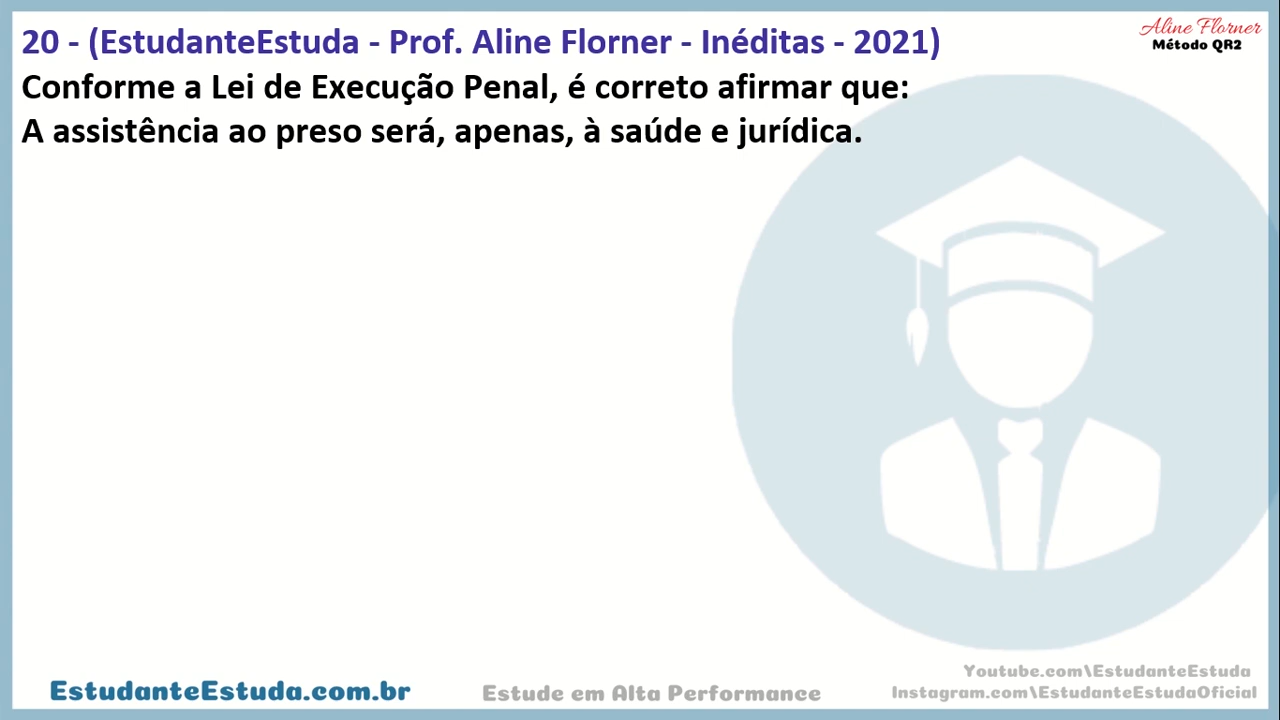 Aline Florner
Método QR2
20 - (EstudanteEstuda - Prof. Aline Florner - Inéditas - 2021)
Conforme a Lei de Execução Penal, é correto afirmar que:
A assistência ao preso será, apenas, à saúde e jurídica.
EstudanteEstuda.com.br
Estude em Alta Performance
Youtube.com\EstudanteEstuda
Instagram.com\EstudanteEstudaOficial